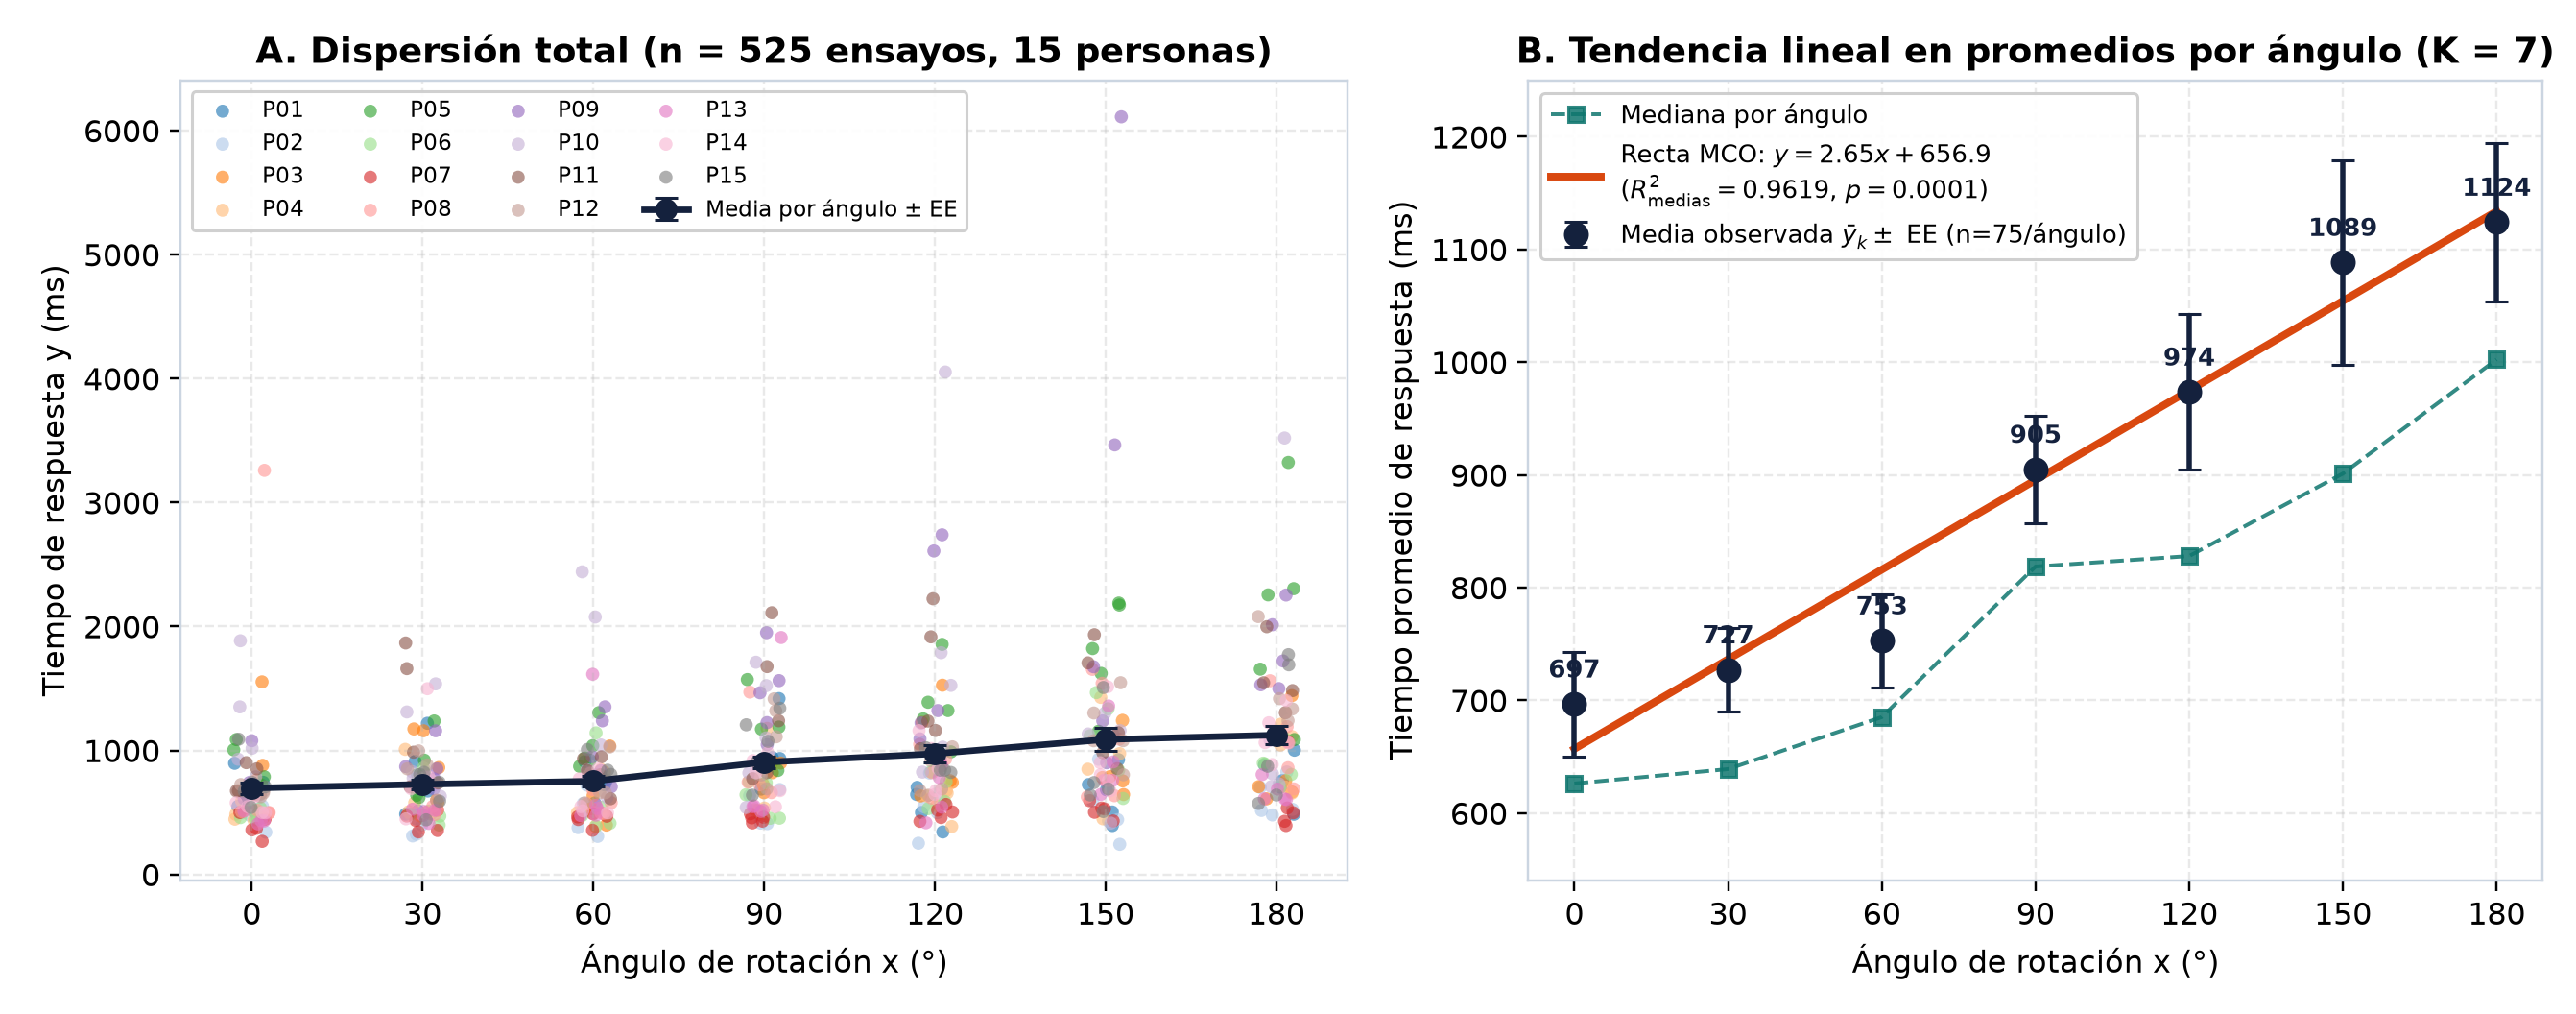 A. Dispersión total (n = 525 ensayos, 15 personas)
P01 P05 P09 P13
P02 P06 P10 P14
P03 P07 P11 P15
P04 P08 P12 Media por ángulo ± EE
Tiempo de respuesta y (ms)
6000
5000
4000
3000
2000
1000
0
0 30 60 90 120 150 180
Ángulo de rotación x (°)
B. Tendencia lineal en promedios por ángulo (K = 7)
Mediana por ángulo
Recta MCO: y = 2.65x + 656.9
(R²medias = 0.9619, p = 0.0001)
Media observada ȳk ± EE (n=75/ángulo)
Tiempo promedio de respuesta (ms)
1200
1100
1000
900
800
700
600
697
727
753
905
974
1089
1124
0 30 60 90 120 150 180
Ángulo de rotación x (°)